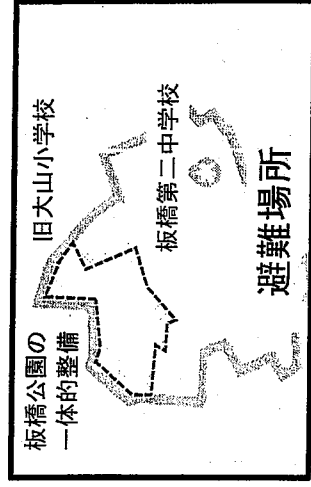 板橋公園の
一体的整備
旧大山小学校
板橋第二中学校
避難場所